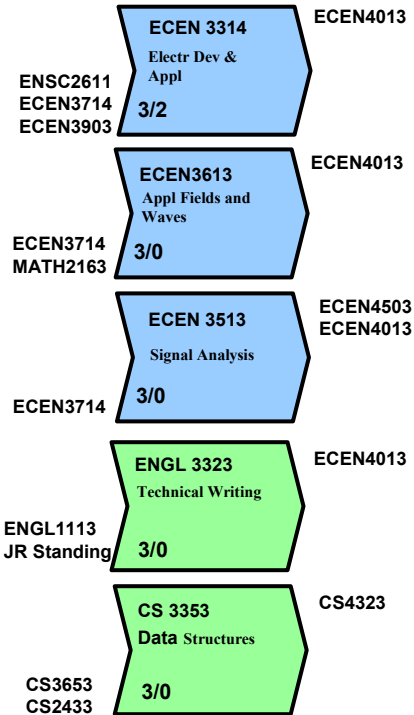 ECEN4013
ECEN 3314
Electr Dev &
Appl
ENSC2611
ECEN3714
ECEN3903
3/2
ECEN4013
ECEN3613
Appl Fields and
Waves
ECEN3714
MATH2163
3/0
ECEN4503
ECEN4013
ECEN 3513
Signal Analysis
ECEN3714
3/0
ECEN4013
ENGL 3323
Technical Writing
ENGL1113
JR Standing
3/0
CS4323
CS 3353
Data Structures
CS3653
CS2433
3/0